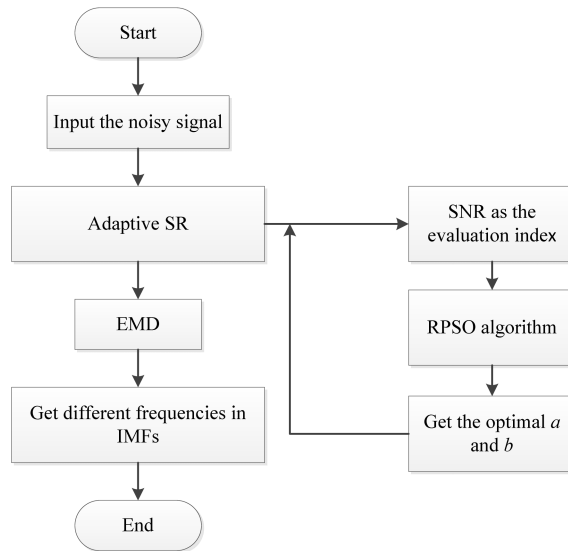 Start
Input the noisy signal
Adaptive SR
EMD
Get different frequencies in
IMFs
End
SNR as the
evaluation index
RPSO algorithm
Get the optimal a
and b